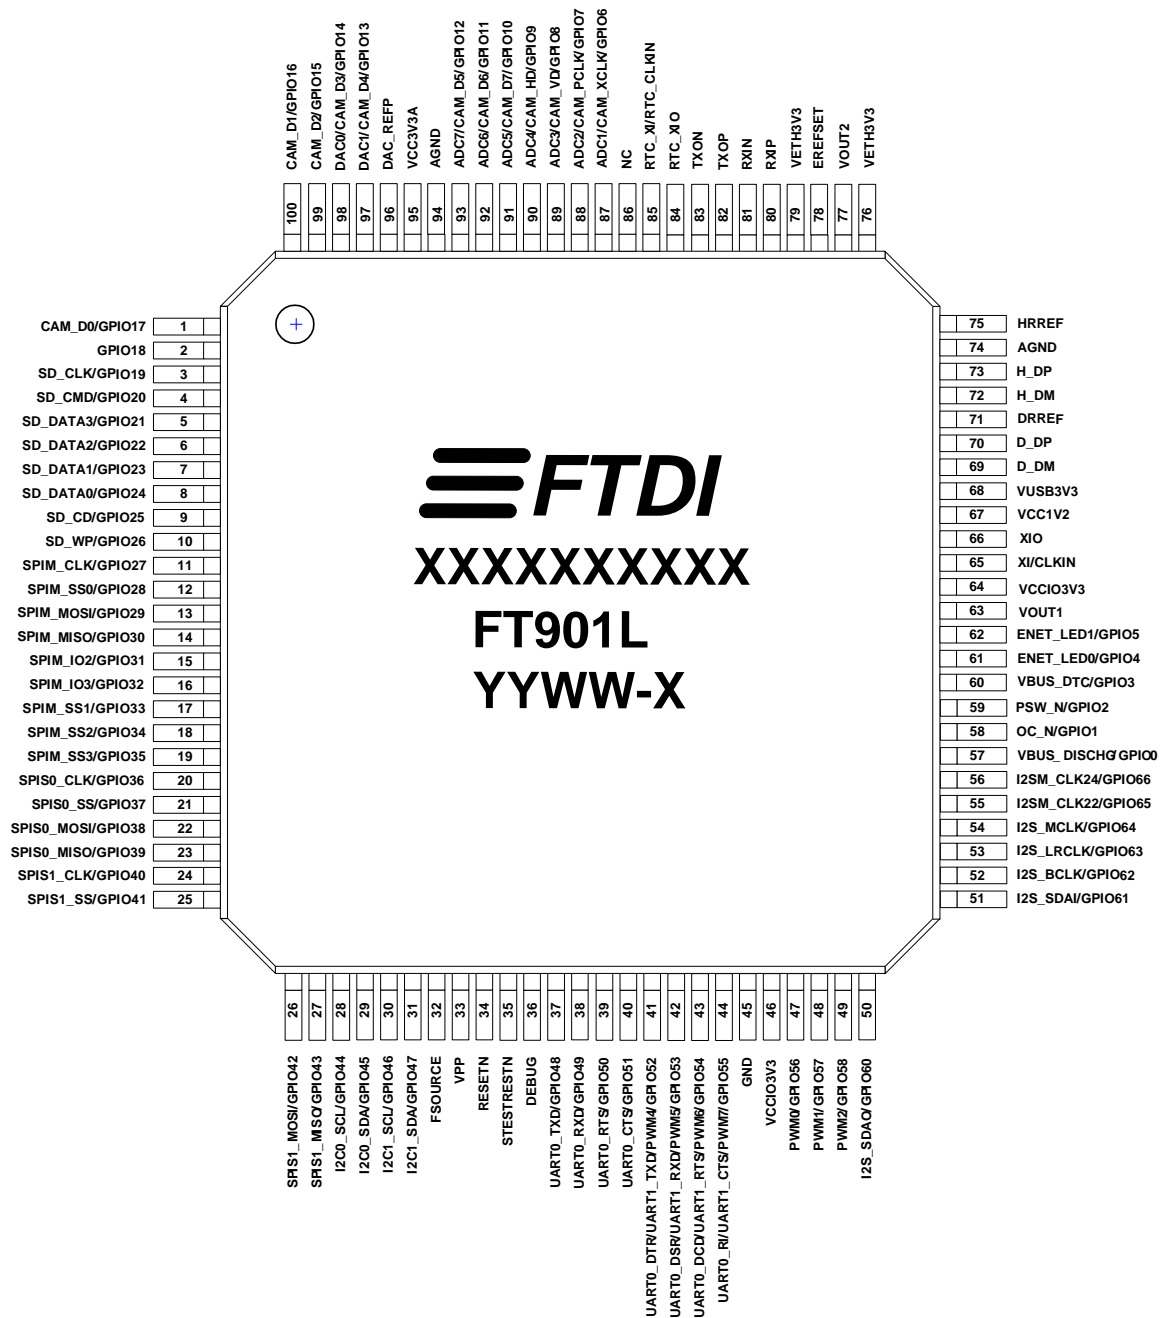 CAM_D1/GPIO16
CAM_D2/GPIO15
DAC0/CAM_D3/GPIO14
DAC1/CAM_D4/GPIO13
DAC_REFP
VCC3V3A
AGND
ADC7/CAM_D5/GPIO12
ADC6/CAM_D6/GPIO11
ADC5/CAM_D7/GPIO10
ADC4/CAM_HD/GPIO9
ADC3/CAM_VD/GPIO8
ADC2/CAM_PCLK/GPIO7
ADC1/CAM_XCLK/GPIO6
NC
RTC_XI/RTC_CLKIN
RTC_XIO
TXON
TXOP
RXIN
RXIP
VETH3V3
EREFSET
VOUT2
VETH3V3
100
99
98
97
96
95
94
93
92
91
90
89
88
87
86
85
84
83
82
81
80
79
78
77
76
CAM_D0/GPIO17 1
GPIO18 2
SD_CLK/GPIO19 3
SD_CMD/GPIO20 4
SD_DATA3/GPIO21 5
SD_DATA2/GPIO22 6
SD_DATA1/GPIO23 7
SD_DATA0/GPIO24 8
SD_CD/GPIO25 9
SD_WP/GPIO26 10
SPIM_CLK/GPIO27 11
SPIM_SS0/GPIO28 12
SPIM_MOSI/GPIO29 13
SPIM_MISO/GPIO30 14
SPIM_IO2/GPIO31 15
SPIM_IO3/GPIO32 16
SPIM_SS1/GPIO33 17
SPIM_SS2/GPIO34 18
SPIM_SS3/GPIO35 19
SPIS0_CLK/GPIO36 20
SPIS0_SS/GPIO37 21
SPIS0_MOSI/GPIO38 22
SPIS0_MISO/GPIO39 23
SPIS1_CLK/GPIO40 24
SPIS1_SS/GPIO41 25
FTDI
XXXXXXXXXX
FT901L
YYWW-X
75 HRREF
74 AGND
73 H_DP
72 H_DM
71 DRREF
70 D_DP
69 D_DM
68 VUSB3V3
67 VCC1V2
66 XIO
65 XI/CLKIN
64 VCCIO3V3
63 VOUT1
62 ENET_LED1/GPIO5
61 ENET_LED0/GPIO4
60 VBUS_DTC/GPIO3
59 PSW_N/GPIO2
58 OC_N/GPIO1
57 VBUS_DISCHG/GPIO0
56 I2SM_CLK24/GPIO66
55 I2SM_CLK22/GPIO65
54 I2S_MCLK/GPIO64
53 I2S_LRCLK/GPIO63
52 I2S_BCLK/GPIO62
51 I2S_SDAI/GPIO61
26
27
28
29
30
31
32
33
34
35
36
37
38
39
40
41
42
43
44
45
46
47
48
49
50
SPIS1_MOSI/GPIO42
SPIS1_MISO/GPIO43
I2C0_SCL/GPIO44
I2C0_SDA/GPIO45
I2C1_SCL/GPIO46
I2C1_SDA/GPIO47
FSOURCE
VPP
RESETN
STESTRESTN
DEBUG
UART0_TXD/GPIO48
UART0_RXD/GPIO49
UART0_RTS/GPIO50
UART0_CTS/GPIO51
UART0_DTR/UART1_TXD/PWM4/GPIO52
UART0_DSR/UART1_RXD/PWM5/GPIO53
UART0_DCD/UART1_RTS/PWM6/GPIO54
UART0_RI/UART1_CTS/PWM7/GPIO55
GND
VCCIO3V3
PWM0/GPIO56
PWM1/GPIO57
PWM2/GPIO58
I2S_SDAO/GPIO60